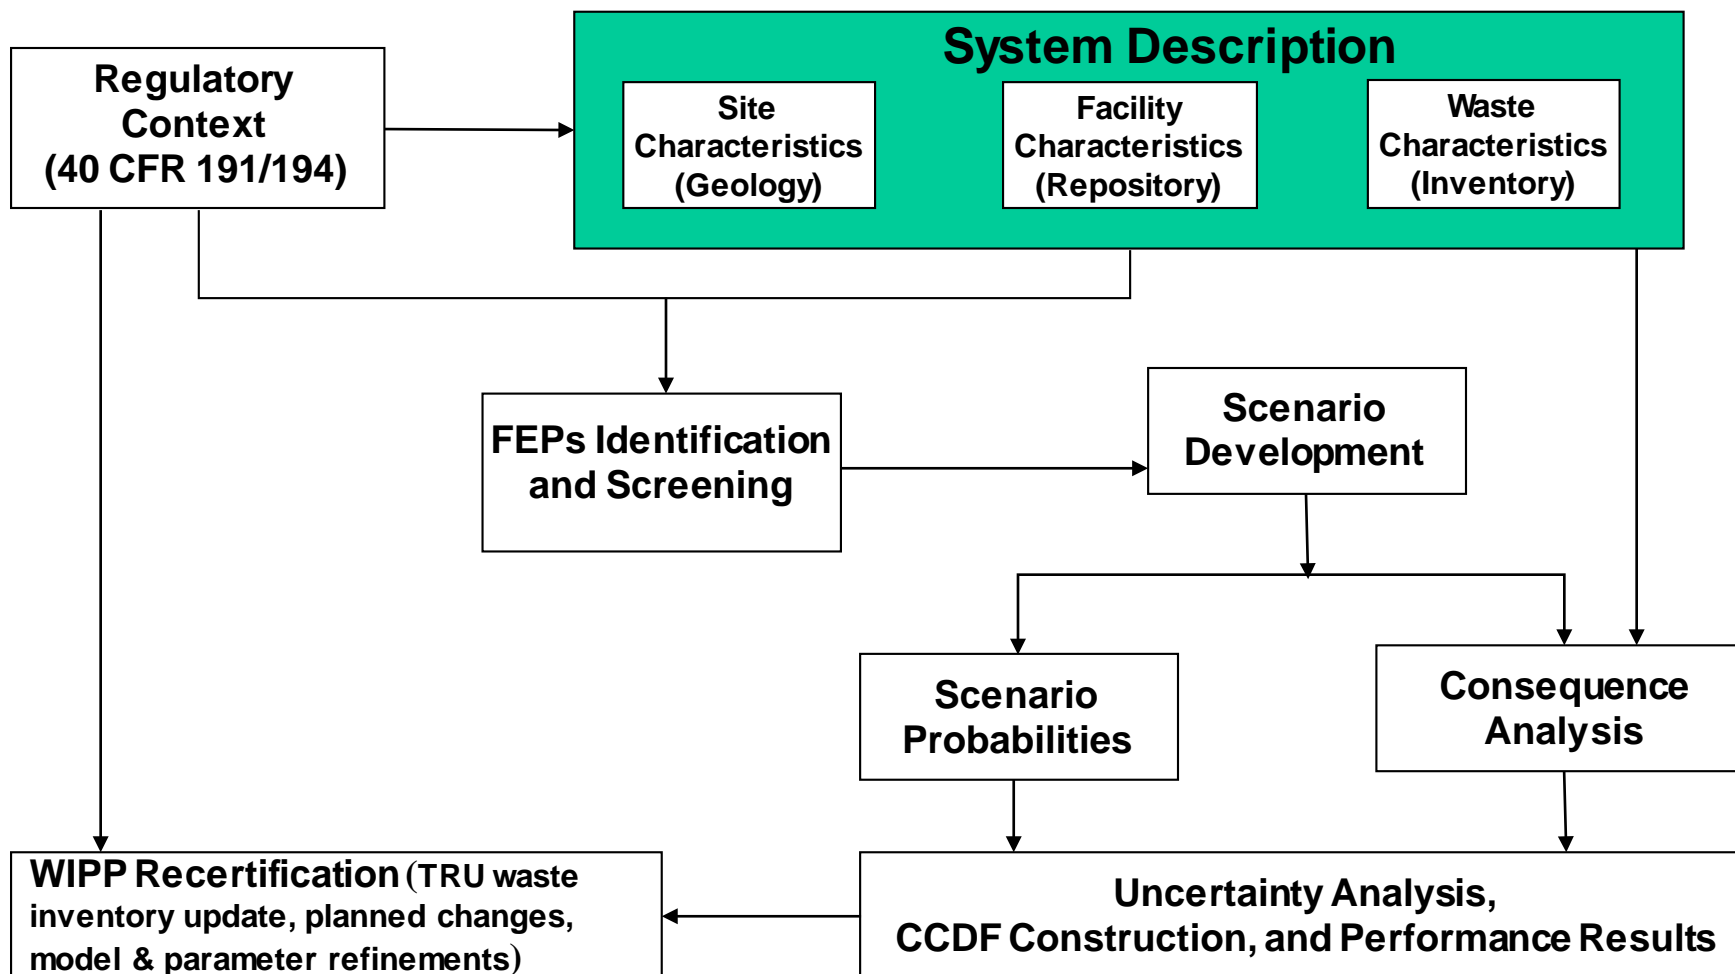 System Description
Regulatory
Context
(40 CFR 191/194)
Site
Characteristics
(Geology)
Facility
Characteristics
(Repository)
Waste
Characteristics
(Inventory)
FEPs Identification
and Screening
Scenario
Development
Scenario
Probabilities
Consequence
Analysis
WIPP Recertification (TRU waste
inventory update, planned changes,
model & parameter refinements)
Uncertainty Analysis,
CCDF Construction, and Performance Results